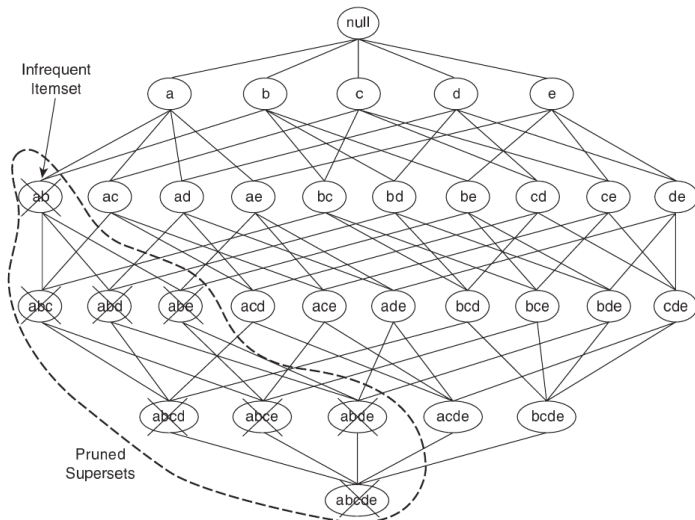 null
Infrequent
Itemset
a b c d e
ab ac ad ae bc bd be cd ce de
abc abd abe acd ace ade bcd bce bde cde
abcd abce abde acde bcde
Pruned
Supersets
abcde